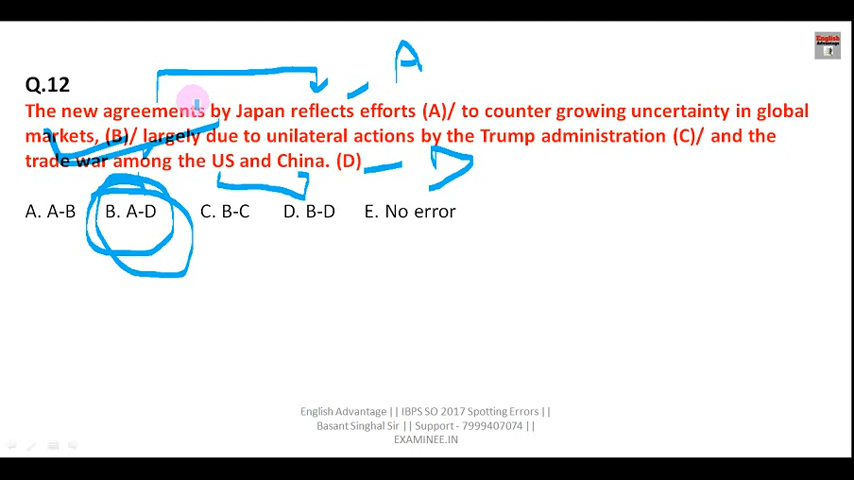 English
Advantage
A
Q.12
The new agreements by Japan reflects efforts (A)/ to counter growing uncertainty in global
markets, (B)/ largely due to unilateral actions by the Trump administration (C)/ and the
trade war among the US and China. (D)
D
A. A-B B. A-D C. B-C D. B-D E. No error
English Advantage || IBPS SO 2017 Spotting Errors ||
Basant Singhal Sir || Support - 7999407074 ||
EXAMINEE.IN